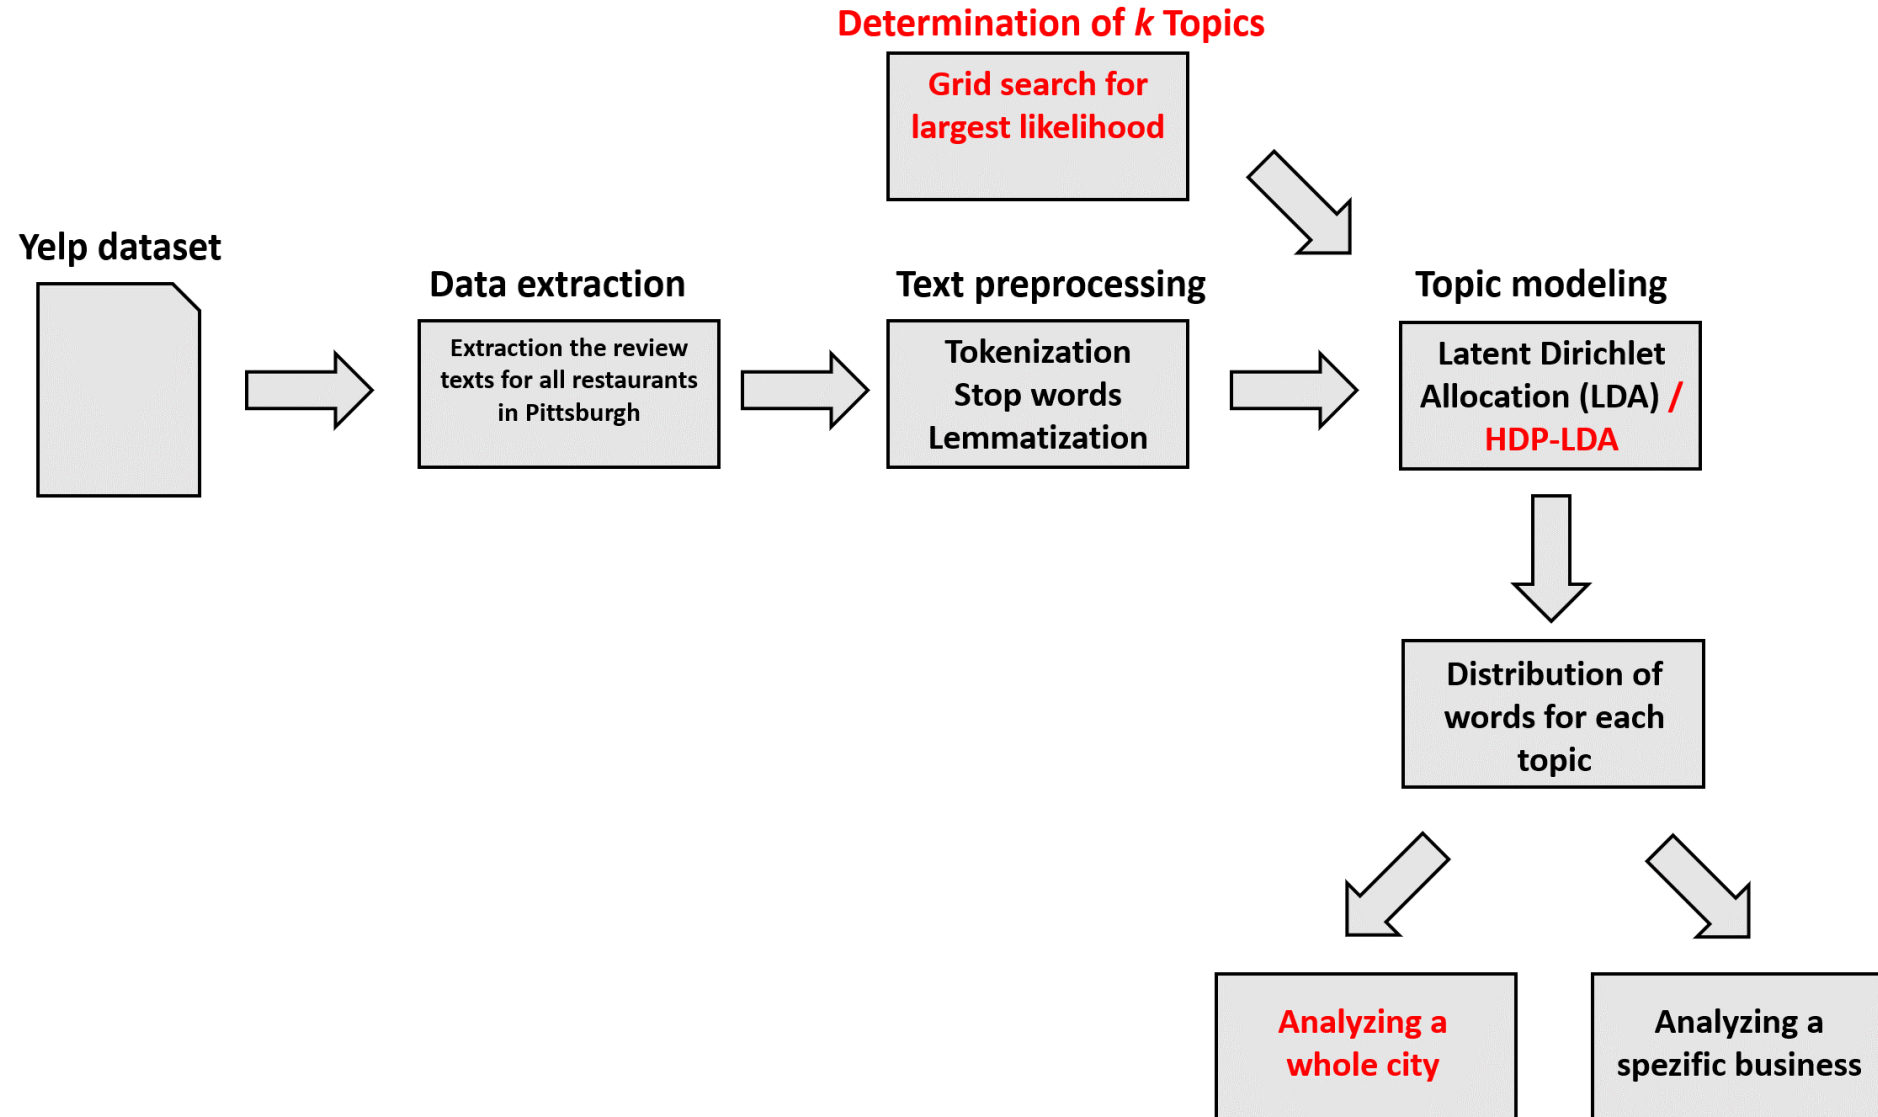 Determination of k Topics
Grid search for
largest likelihood
Yelp dataset
Data extraction
Extraction the review
texts for all restaurants
in Pittsburgh
Text preprocessing
Tokenization
Stop words
Lemmatization
Topic modeling
Latent Dirichlet
Allocation (LDA) /
HDP-LDA
Distribution of
words for each
topic
Analyzing a
whole city
Analyzing a
spezific business